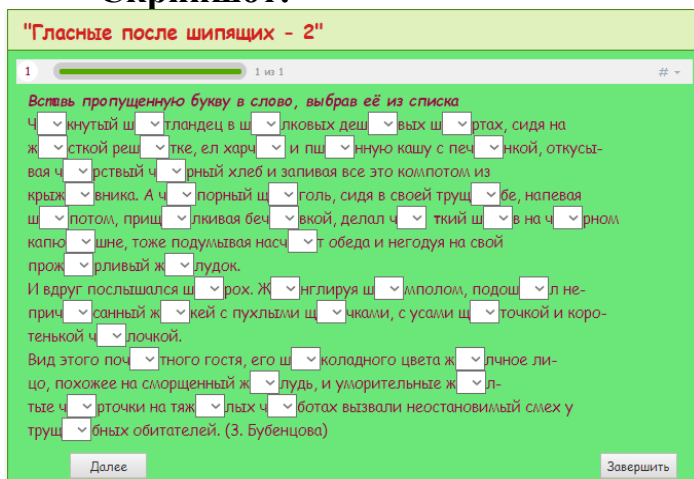 Скриншот:
"Гласные после шипящих - 2"
1 1 из 1 #
Вставь пропущенную букву в слово, выбрав её из списка
Ч кнутый ш тландец в ш лковых деш вых ш ртах, сидя на
ж сткой реш тке, ел харч и пш нную кашу с печ нкой, откусы-
вая ч рствый ч рный хлеб и запивая все это компотом из
крыж вника. А ч порный щ голь, сидя в своей трущ бе, напевая
ш потом, прищ лкивая беч вкой, делал ч ткий ш в на ч рном
капю шне, тоже подумывая насч т обеда и негодуя на свой
прож рливый ж лудок.
И вдруг послышался ш рох. Ж нглируя ш мполом, подош л не-
прич санный ж кей с пухлыми щ чками, с усами щ точкой и коро-
тенькой ч лочкой.
Вид этого поч тного гостя, его ш коладного цвета ж лчное ли-
цо, похожее на сморщенный ж лудь, и уморительные ж л-
тые ч рточки на тяж лых ч ботах вызвали неостановимый смех у
трущ бных обитателей. (З. Бубенцова)
Далее Завершить